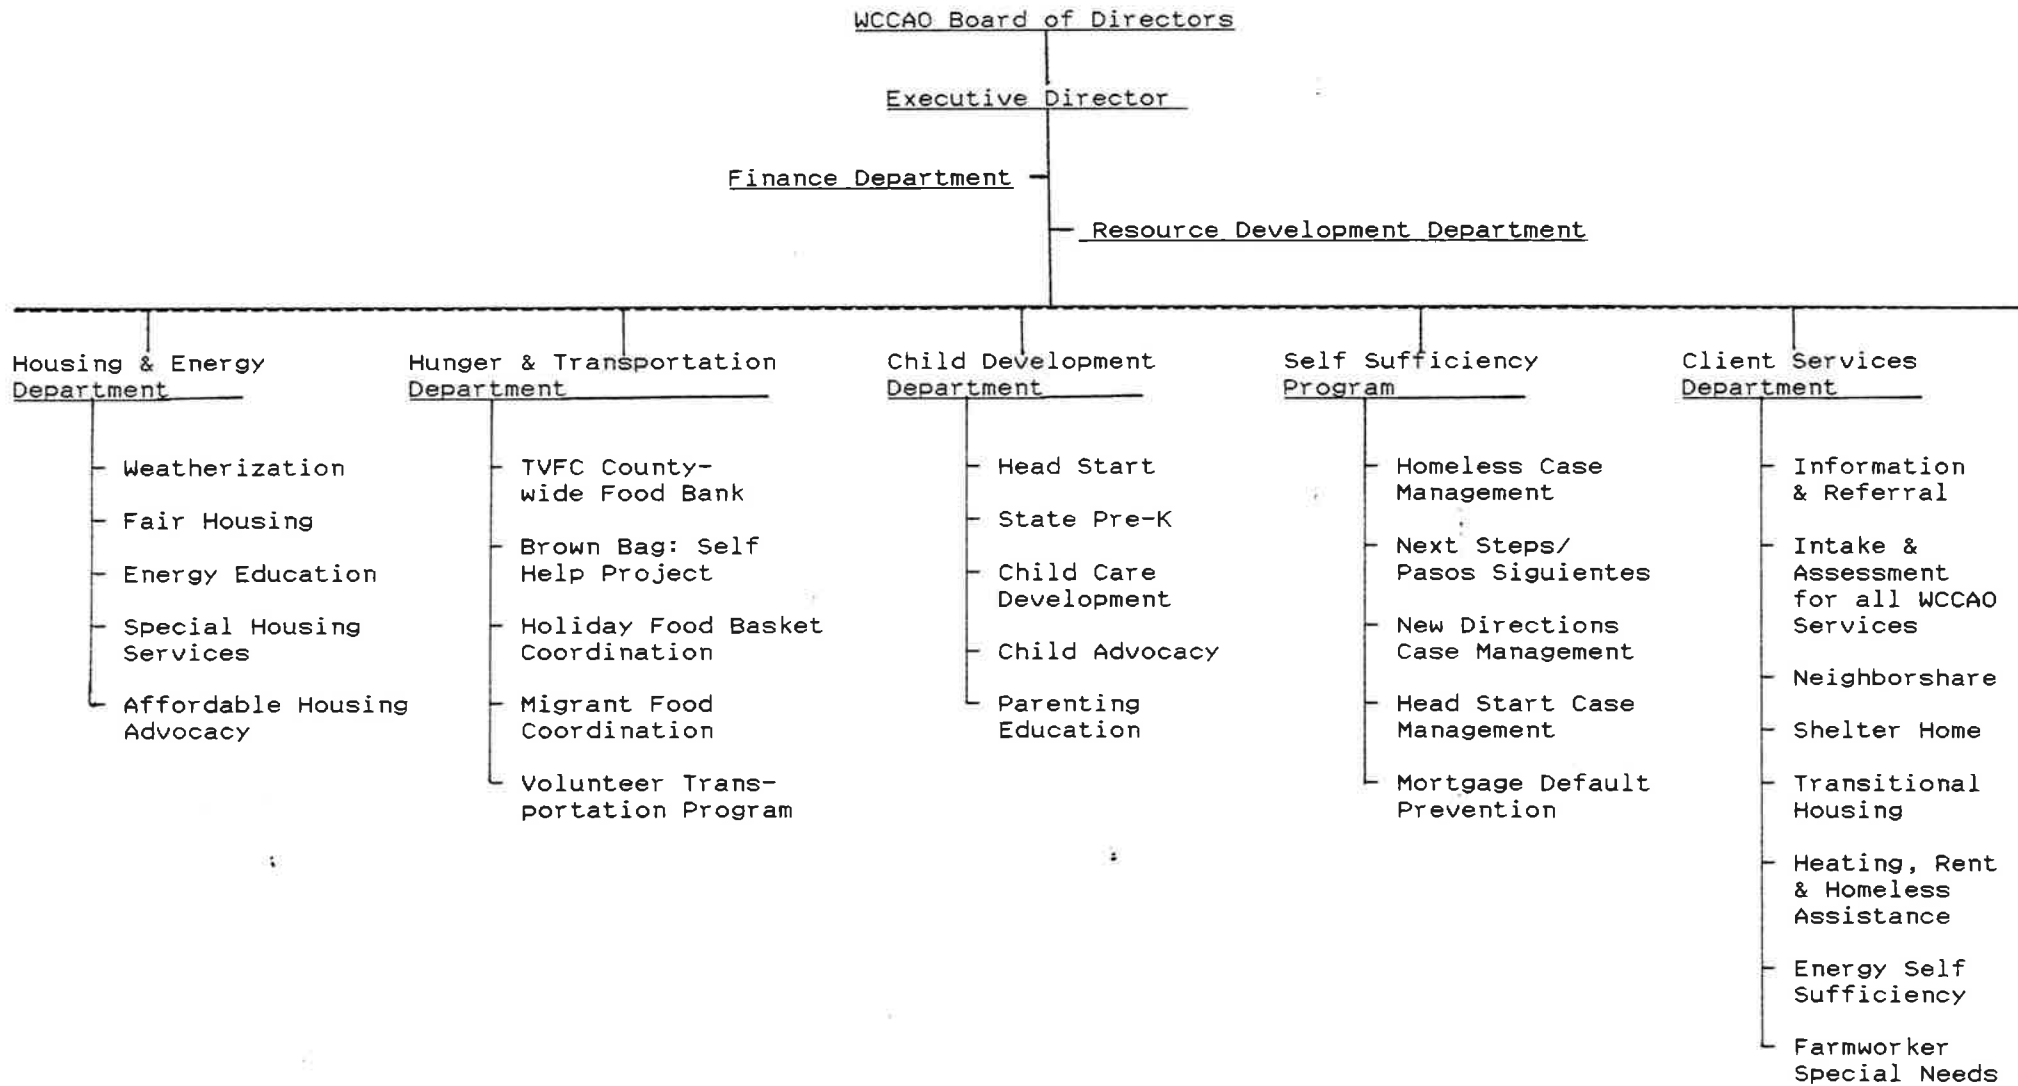 WCCAO Board of Directors
Executive Director
Finance Department
Resource Development Department
Housing & Energy
Department
Weatherization
Fair Housing
Energy Education
Special Housing
Services
Affordable Housing
Advocacy
Hunger & Transportation
Department
TVFC County-
wide Food Bank
Brown Bag: Self
Help Project
Holiday Food Basket
Coordination
Migrant Food
Coordination
Volunteer Trans-
portation Program
Child Development
Department
Head Start
State Pre-K
Child Care
Development
Child Advocacy
Parenting
Education
Self Sufficiency
Program
Homeless Case
Management
Next Steps/
Pasos Siguientes
New Directions
Case Management
Head Start Case
Management
Mortgage Default
Prevention
Client Services
Department
Information
& Referral
Intake &
Assessment
for all WCCAO
Services
Neighborshare
Shelter Home
Transitional
Housing
Heating, Rent
& Homeless
Assistance
Energy Self
Sufficiency
Farmworker
Special Needs